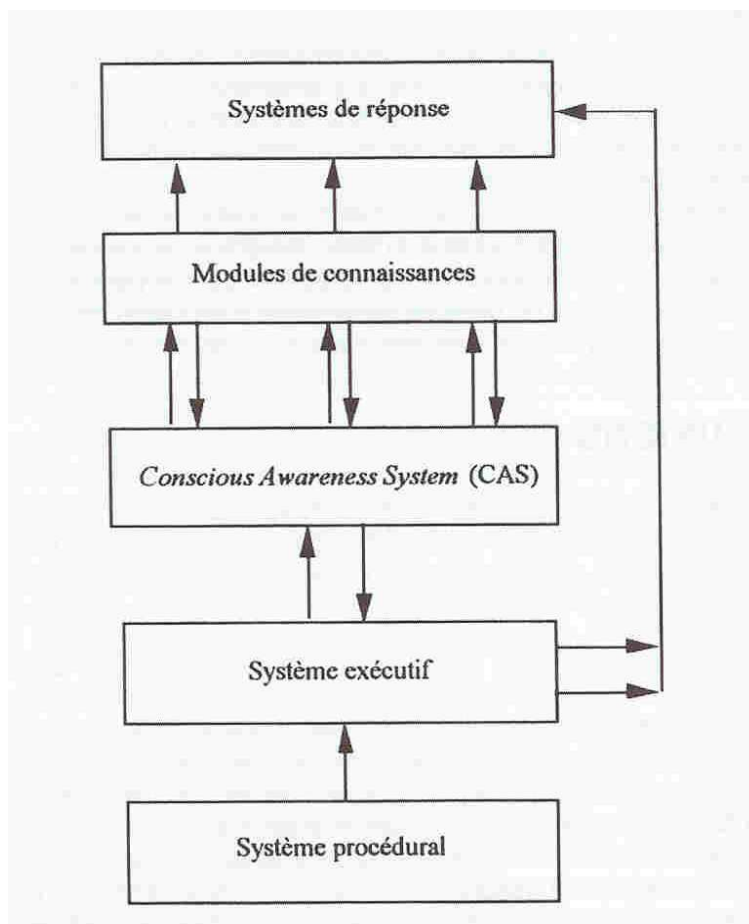 Systèmes de réponse
Modules de connaissances
Conscious Awareness System (CAS)
Système exécutif
Système procédural